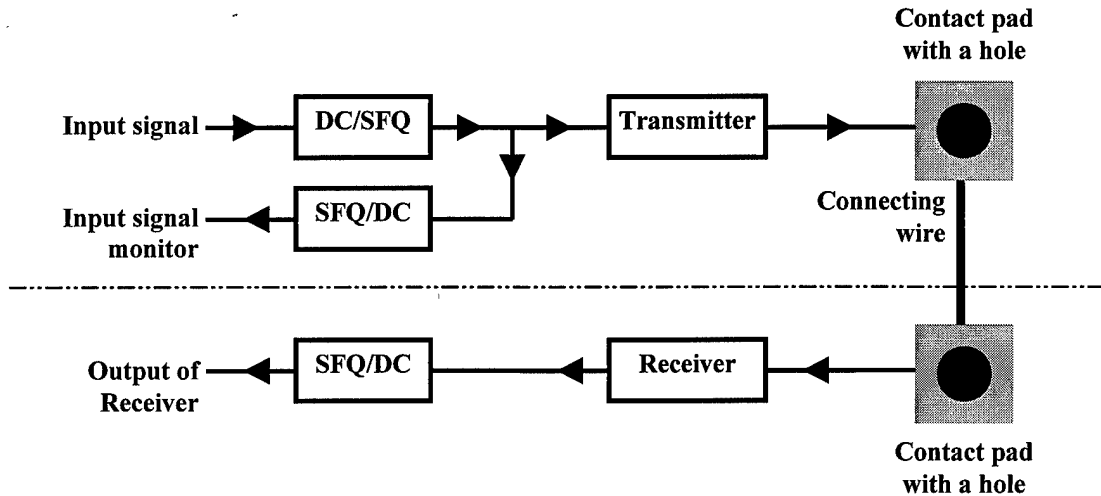 Contact pad
with a hole
Input signal
DC/SFQ
Transmitter
Input signal
monitor
SFQ/DC
Connecting
wire
Output of
Receiver
SFQ/DC
Receiver
Contact pad
with a hole